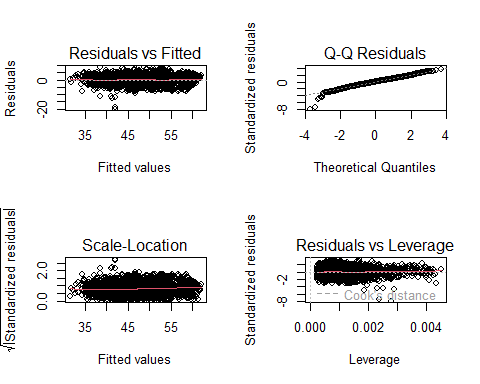 Residuals vs Fitted
Residuals
0
-20
35 45 55
Fitted values
Q-Q Residuals
Standardized residuals
0
-8
-4 -2 0 2 4
Theoretical Quantiles
Scale-Location
√|Standardized residuals|
2.0
0.0
35 45 55
Fitted values
Residuals vs Leverage
Standardized residuals
-2
-8
Cook's distance
0.000 0.002 0.004
Leverage